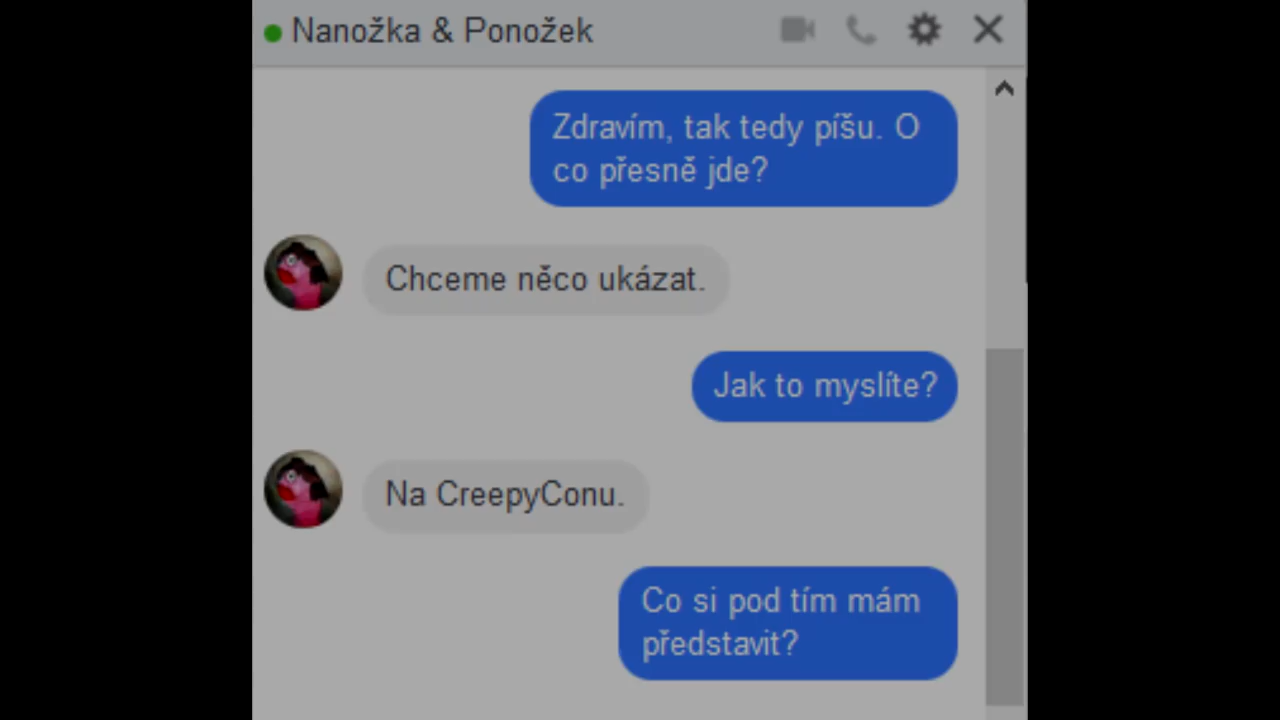 Nanožka & Ponožek
Zdravím, tak tedy píšu. O
co přesně jde?
Chceme něco ukázat.
Jak to myslíte?
Na CreepyConu.
Co si pod tím mám
představit?